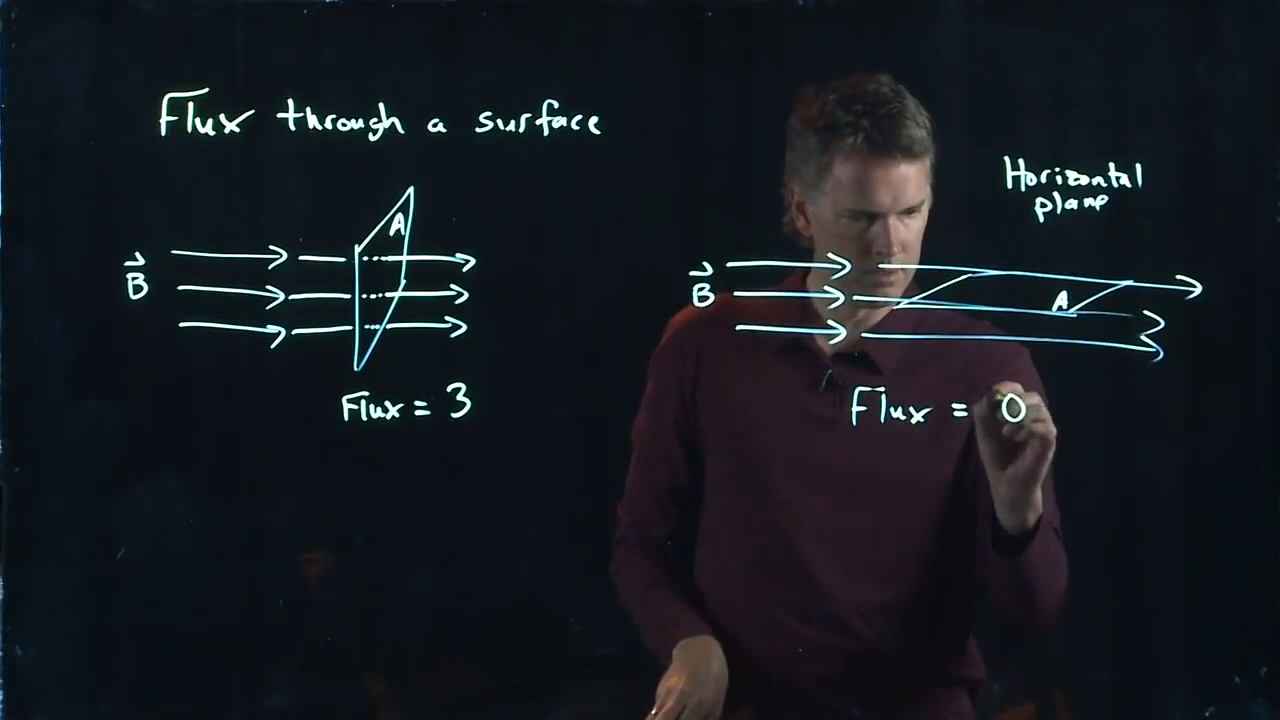 Flux through a surface
A
B
Flux = 3
Horizontal
plane
B
A
Flux = 0